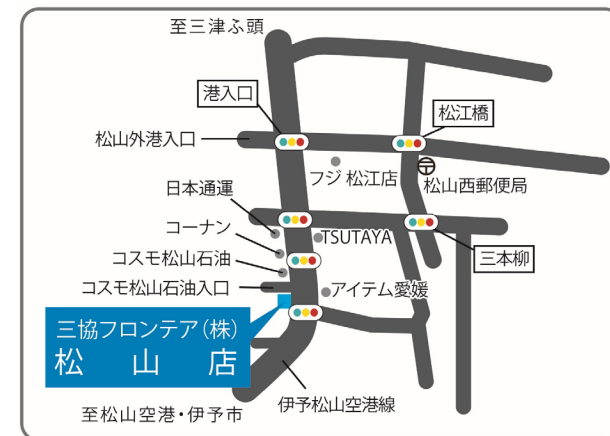 至三津ふ頭
港入口
松江橋
松山外港入口
フジ 松江店
松山西郵便局
日本通運
TSUTAYA
コーナン
三本柳
コスモ松山石油
コスモ松山石油入口
アイテム愛媛
三協フロンテア(株)
松山店
伊予松山空港線
至松山空港・伊予市